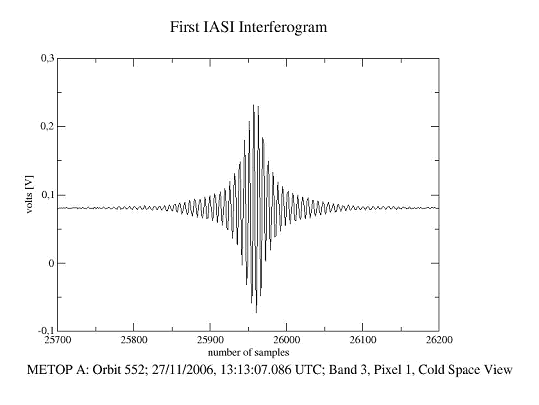 First IASI Interferogram
0,3
0,2
0,1
0
-0,1
volts [V]
25700 25800 25900 26000 26100 26200
number of samples
METOP A: Orbit 552; 27/11/2006, 13:13:07.086 UTC; Band 3, Pixel 1, Cold Space View